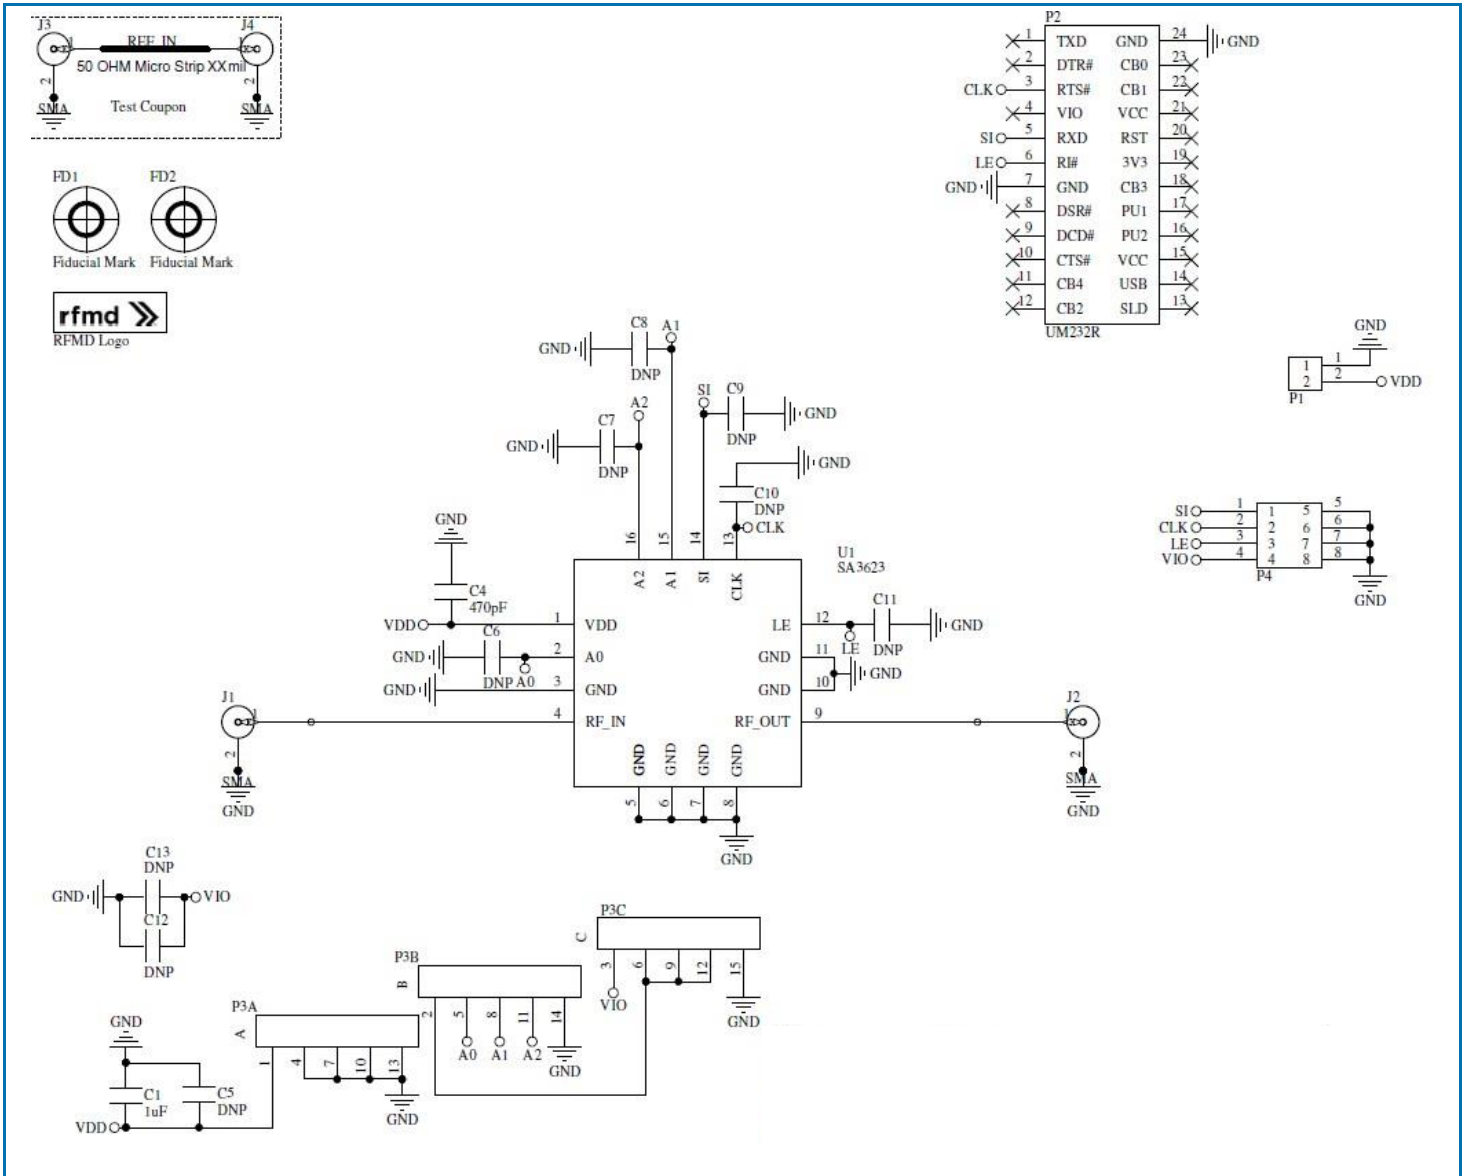 J3
J4
1
REF_IN
1
50 OHM Micro Strip XXmil
2
2
SMA
Test Coupon
SMA
FD1
FD2
Fiducial Mark
Fiducial Mark
rfmd
RFMD Logo
P2
1 TXD GND 24 GND
2 DTR# CB0 23
CLK 3 RTS# CB1 22
4 VIO VCC 21
SI 5 RXD RST 20
LE 6 RI# 3V3 19
GND 7 GND CB3 18
8 DSR# PU1 17
9 DCD# PU2 16
10 CTS# VCC 15
11 CB4 USB 14
12 CB2 SLD 13
UM232R
GND
1 1
2 2 VDD
P1
C8 A1
GND
DNP
A2
C7
GND
DNP
SI C9
GND
DNP
GND
C10
DNP
CLK
SI 1 1 5 5
CLK 2 2 6 6
LE 3 3 7 7
VIO 4 4 8 8
P4
GND
16 15 14 13
A2 A1 SI CLK
U1
SA3623
GND
C4
470pF
VDD 1 VDD
C6
GND 2 A0
DNP A0
GND 3 GND
4 RF_IN
LE 12 C11 GND
LE DNP
GND 11
GND
GND 10
RF_OUT 9
GND GND GND GND
5 6 7 8
GND
J1
1
2
SMA
GND
J2
1
2
SMA
GND
C13
DNP
GND VIO
C12
DNP
P3C
C
3 6 9 12 15
VIO
GND
P3B
B
2 5 8 11 14
A0 A1 A2
GND
P3A
A
1 4 7 10 13
GND
GND
C1
1uF
C5
DNP
VDD